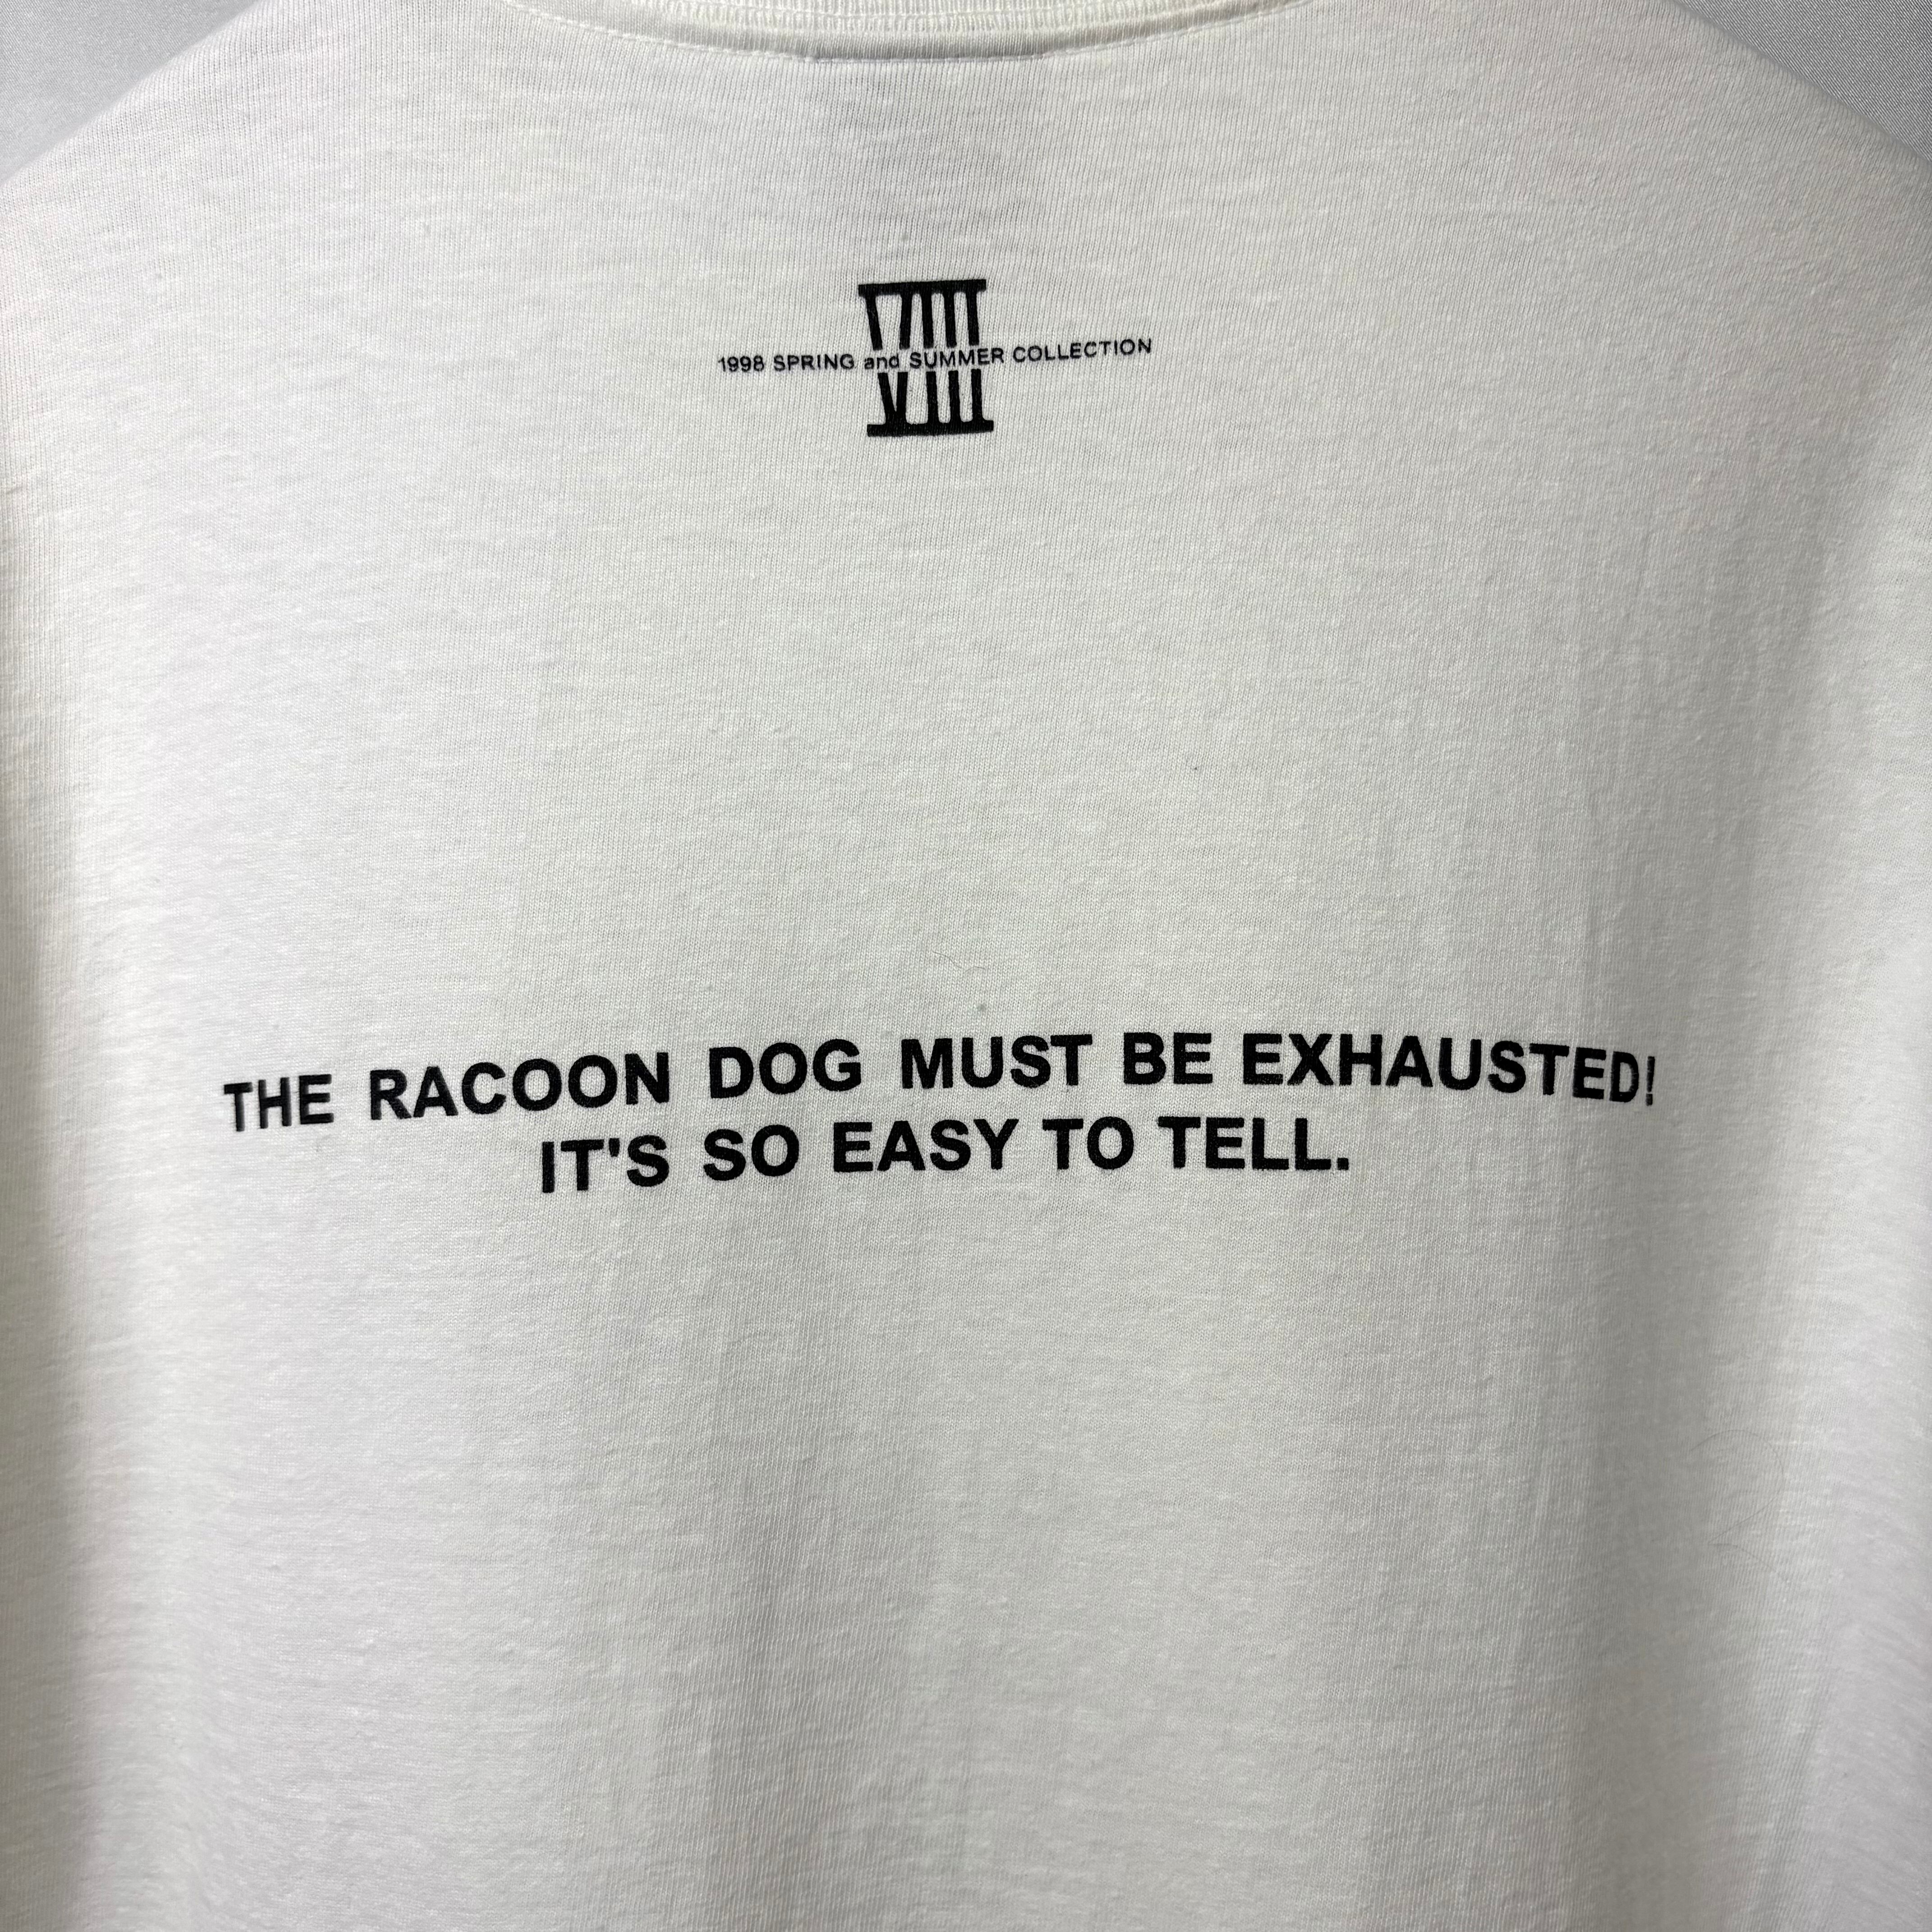 VIII
1998 SPRING and SUMMER COLLECTION
VIII
THE RACOON DOG MUST BE EXHAUSTED!
IT'S SO EASY TO TELL.